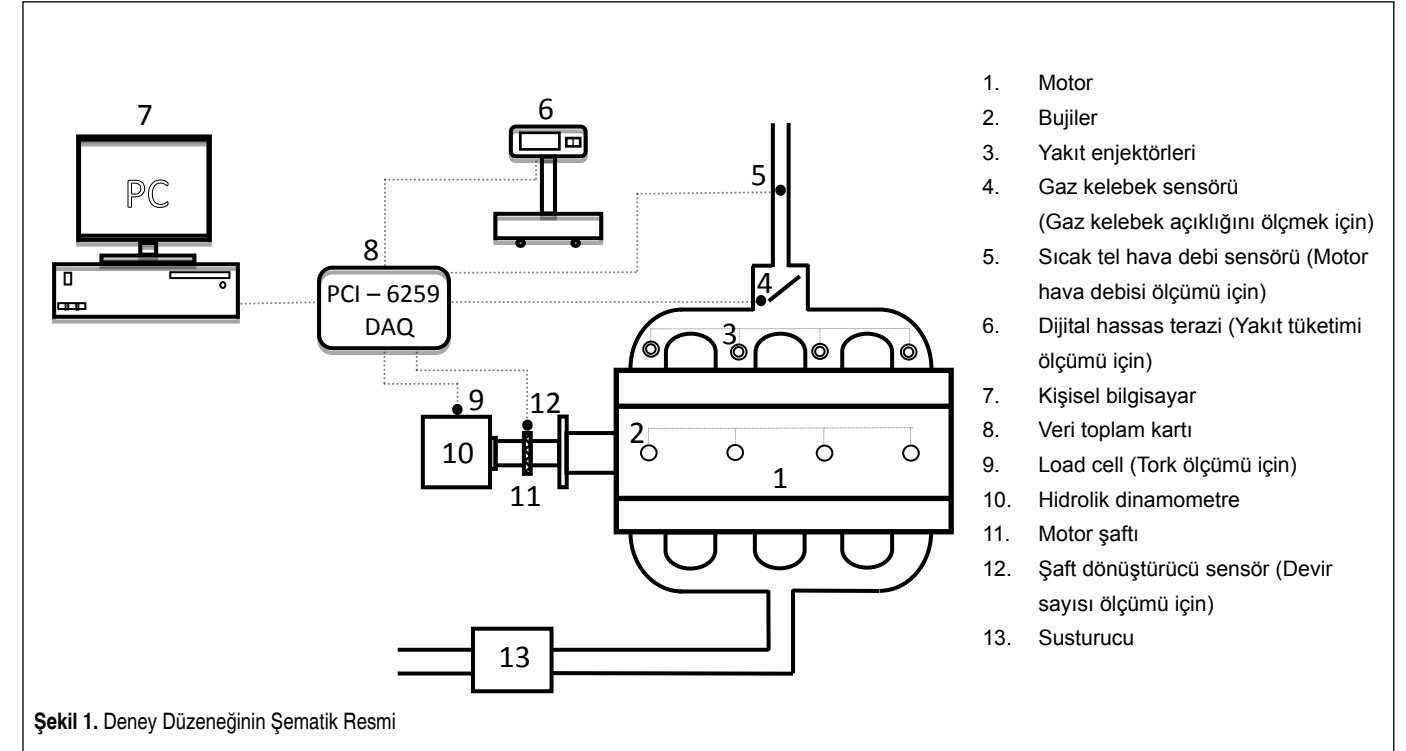 7
PC
6
5
8
PCI – 6259
DAQ
4
3
9
12
10
11
2
1
13
1. Motor
2. Bujiler
3. Yakıt enjektörleri
4. Gaz kelebek sensörü
(Gaz kelebek açıklığını ölçmek için)
5. Sıcak tel hava debi sensörü (Motor
hava debisi ölçümü için)
6. Dijital hassas terazi (Yakıt tüketimi
ölçümü için)
7. Kişisel bilgisayar
8. Veri toplam kartı
9. Load cell (Tork ölçümü için)
10. Hidrolik dinamometre
11. Motor şaftı
12. Şaft dönüştürücü sensör (Devir
sayısı ölçümü için)
13. Susturucu
Şekil 1. Deney Düzeneğinin Şematik Resmi